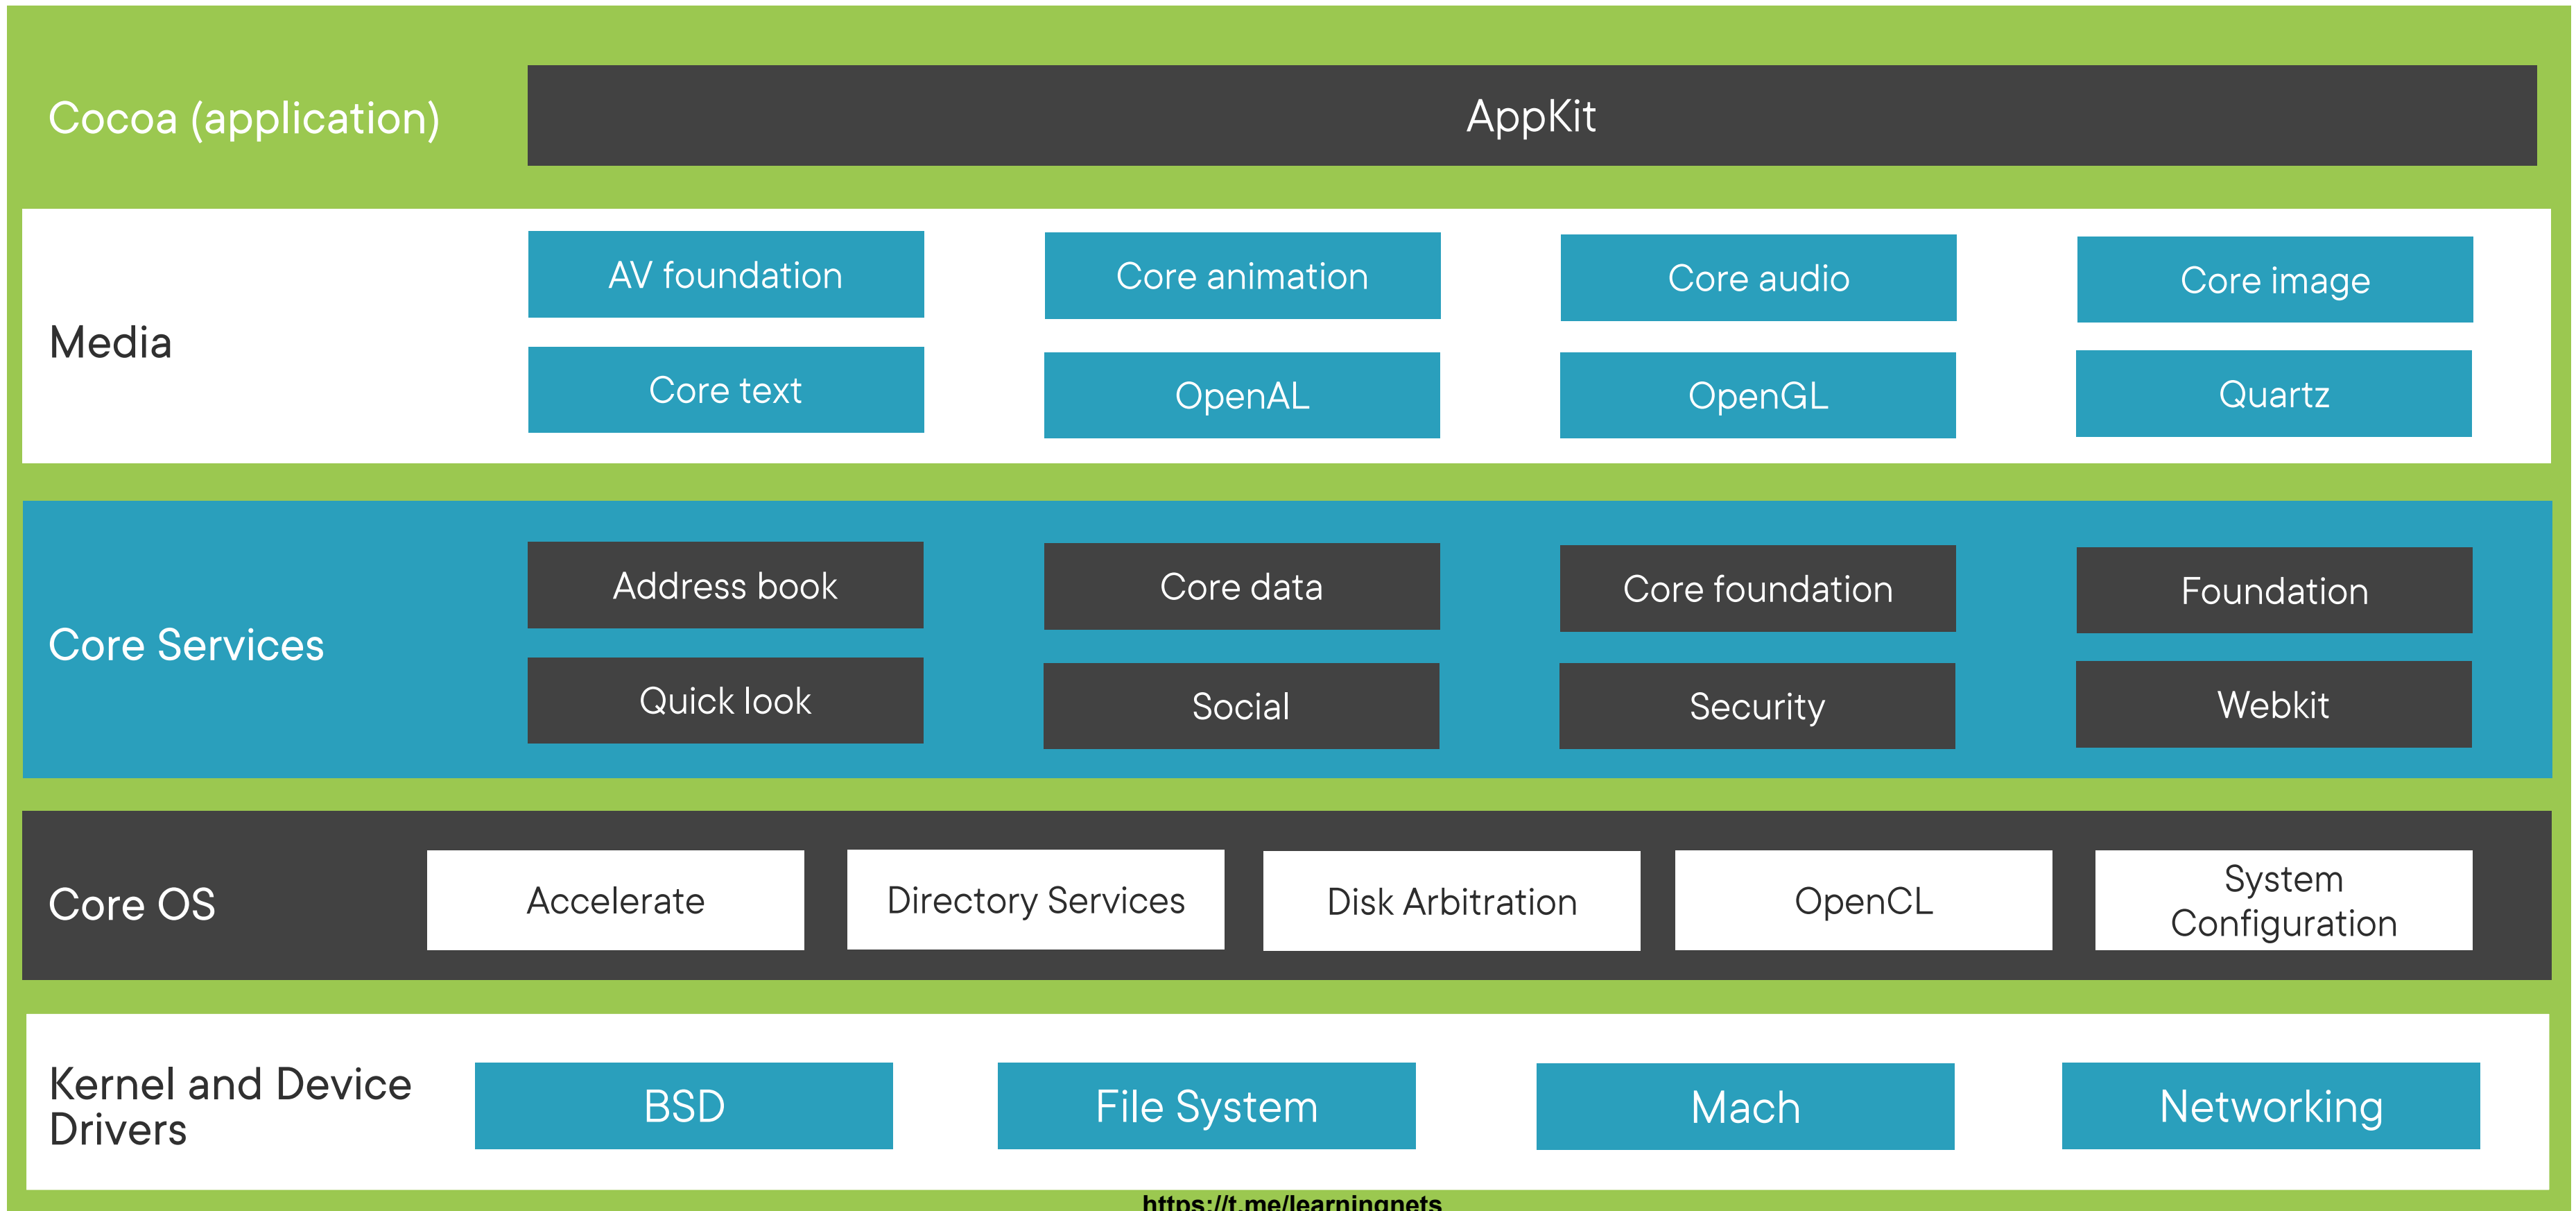 Cocoa (application)
AppKit
Media
AV foundation
Core animation
Core audio
Core image
Core text
OpenAL
OpenGL
Quartz
Core Services
Address book
Core data
Core foundation
Foundation
Quick look
Social
Security
Webkit
Core OS
Accelerate
Directory Services
Disk Arbitration
OpenCL
System
Configuration
Kernel and Device
Drivers
BSD
File System
Mach
Networking
https://t.me/learningnets